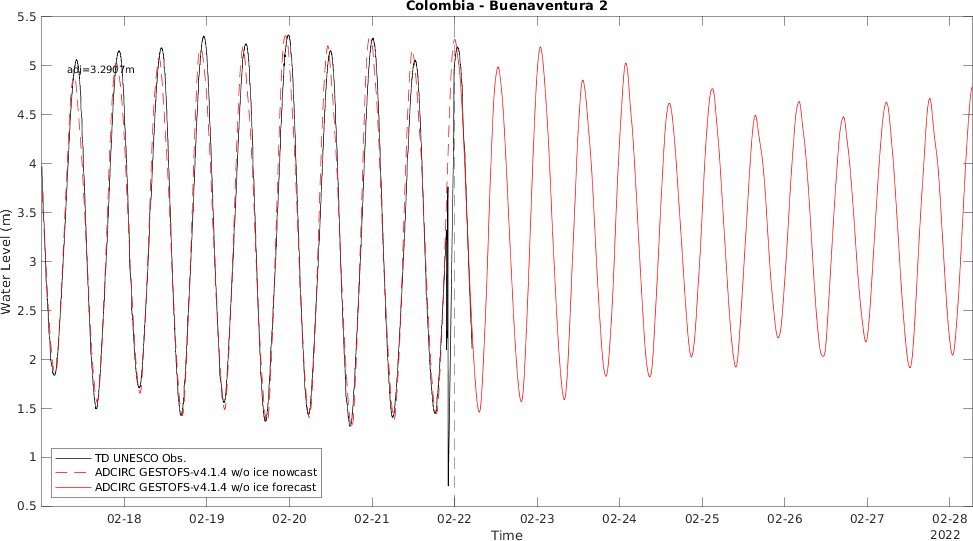 Colombia - Buenaventura 2
adj=3.2907m
5.5
5
4.5
4
3.5
3
2.5
2
1.5
1
0.5
Water Level (m)
TD UNESCO Obs.
ADCIRC GESTOFS-v4.1.4 w/o ice nowcast
ADCIRC GESTOFS-v4.1.4 w/o ice forecast
02-18 02-19 02-20 02-21 02-22 02-23 02-24 02-25 02-26 02-27 02-28
2022
Time